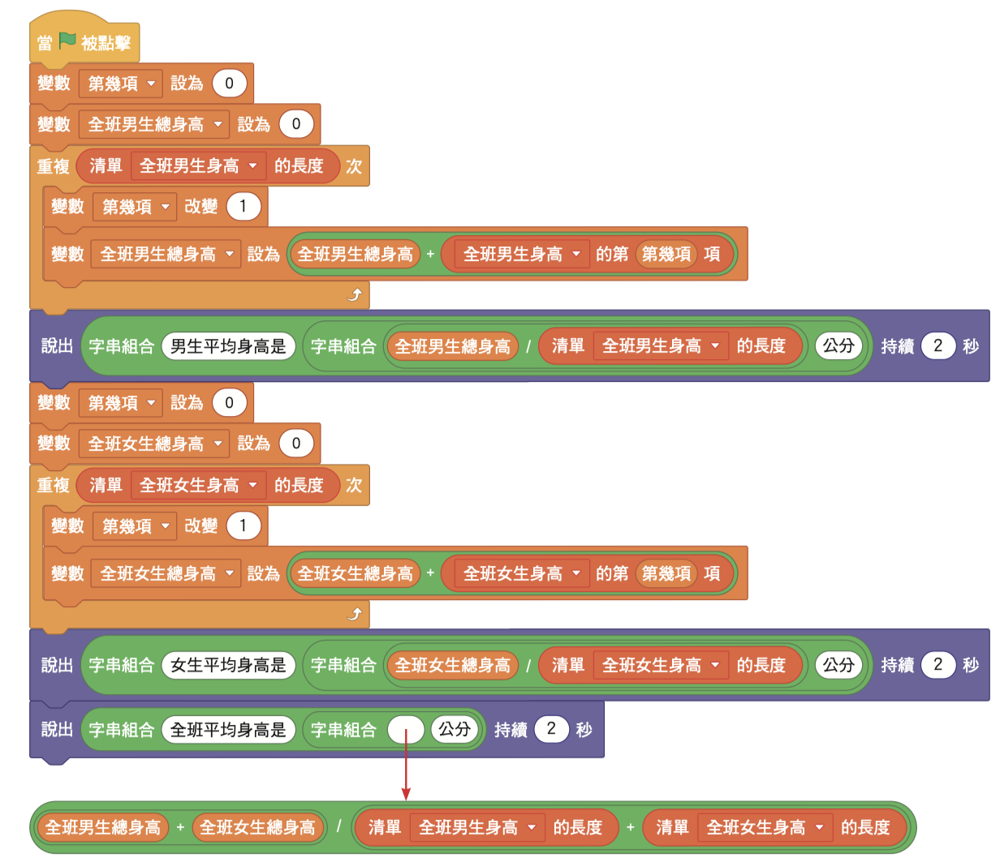 當 被點擊
變數 第幾項 設為 0
變數 全班男生總身高 設為 0
重複 清單 全班男生身高 的長度 次
變數 第幾項 改變 1
變數 全班男生總身高 設為 全班男生總身高 + 全班男生身高 的第 第幾項 項
說出 字串組合 男生平均身高是 字串組合 全班男生總身高 / 清單 全班男生身高 的長度 公分 持續 2 秒
變數 第幾項 設為 0
變數 全班女生總身高 設為 0
重複 清單 全班女生身高 的長度 次
變數 第幾項 改變 1
變數 全班女生總身高 設為 全班女生總身高 + 全班女生身高 的第 第幾項 項
說出 字串組合 女生平均身高是 字串組合 全班女生總身高 / 清單 全班女生身高 的長度 公分 持續 2 秒
說出 字串組合 全班平均身高是 字串組合 公分 持續 2 秒
全班男生總身高 + 全班女生總身高 / 清單 全班男生身高 的長度 + 清單 全班女生身高 的長度